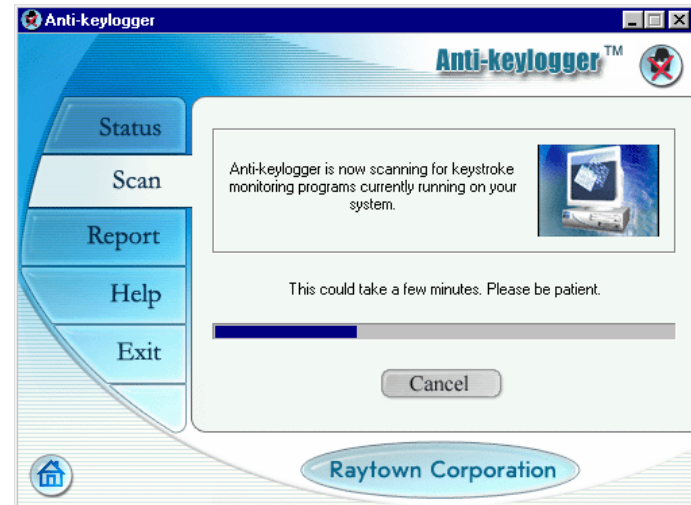 Anti-keylogger
Anti-keylogger™
Status
Scan
Report
Help
Exit
Anti-keylogger is now scanning for keystroke
monitoring programs currently running on your
system.
This could take a few minutes. Please be patient.
Cancel
Raytown Corporation